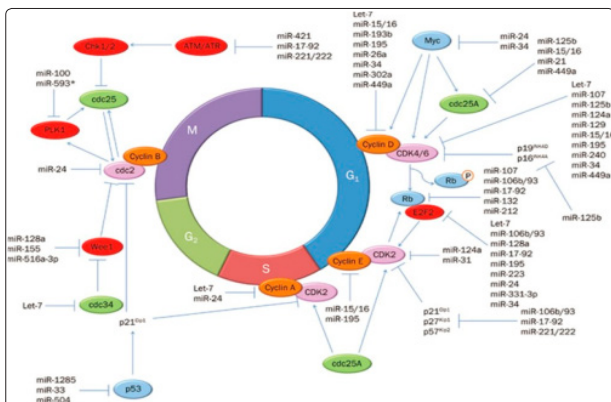 Chk1/2
ATM/ATR
miR-421
miR-17-92
miR-221/222
miR-100
miR-593*
cdc25
PLK1
miR-24
cdc2
Cyclin B
M
G1
G2
S
Let-7
miR-15/16
miR-193b
miR-195
miR-26a
miR-34
miR-302a
miR-449a
Myc
miR-24
miR-34
miR-125b
miR-15/16
miR-21
miR-449a
cdc25A
Cyclin D
CDK4/6
Let-7
miR-107
miR-125b
miR-124a
miR-129
miR-15/16
miR-195
miR-240
miR-34
miR-449a
p19
p16
miR-125b
Rb
P
Rb
E2F2
miR-107
miR-106b/93
miR-17-92
miR-132
miR-212
Let-7
miR-106b/93
miR-128a
miR-17-92
miR-195
miR-223
miR-24
miR-331-3p
miR-34
Cyclin E
CDK2
miR-124a
miR-31
miR-15/16
miR-195
p21Cip1
p27Kip1
p57Kip2
miR-106b/93
miR-17-92
miR-221/222
cdc25A
Cyclin A
CDK2
Let-7
miR-24
miR-128a
miR-155
miR-516a-3p
Wee1
Let-7
cdc34
p21Cip1
p53
miR-1285
miR-33
miR-504